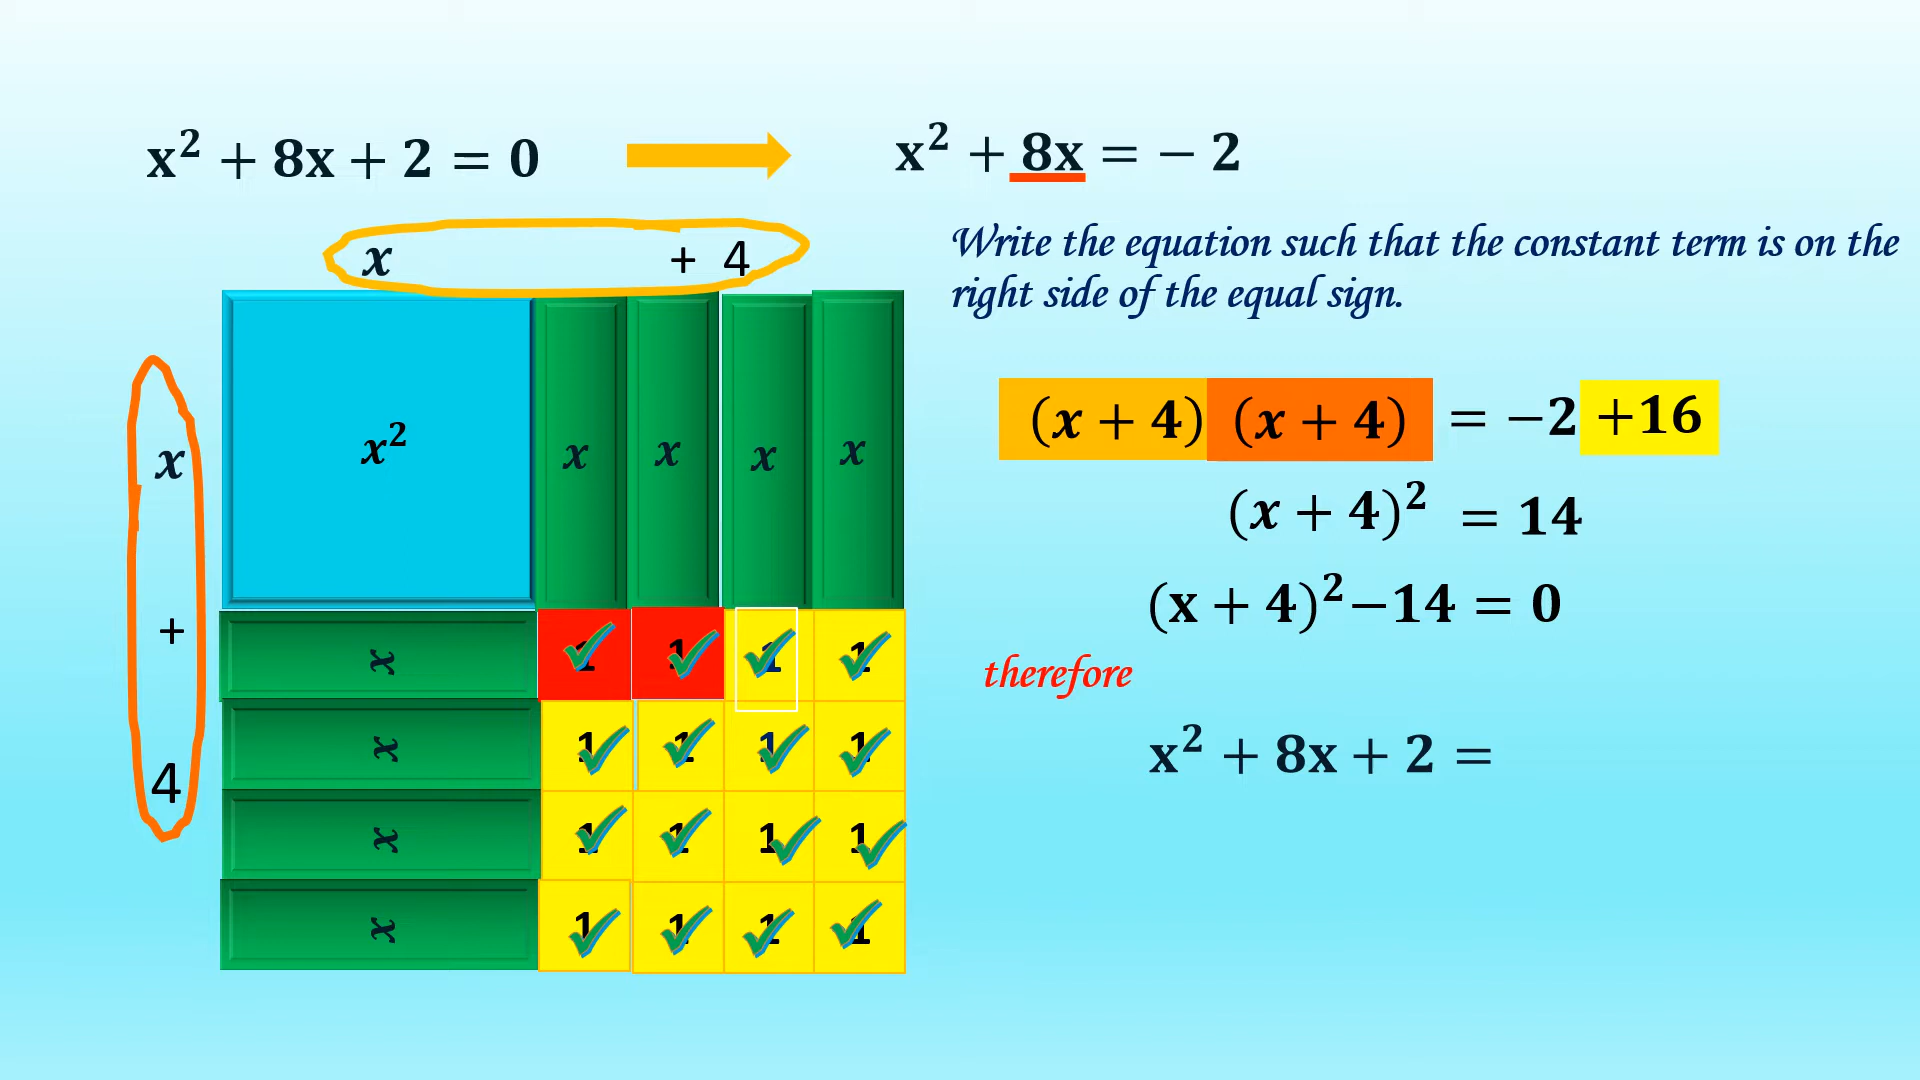 x² + 8x + 2 = 0
x² + 8x = − 2
Write the equation such that the constant term is on the
right side of the equal sign.
x + 4
x
+
4
x² x x x x
x 1 1 1 1
x 1 1 1 1
x 1 1 1 1
x 1 1 1 1
(x + 4) (x + 4) = −2 +16
(x + 4)² = 14
(x + 4)²−14 = 0
therefore
x² + 8x + 2 =